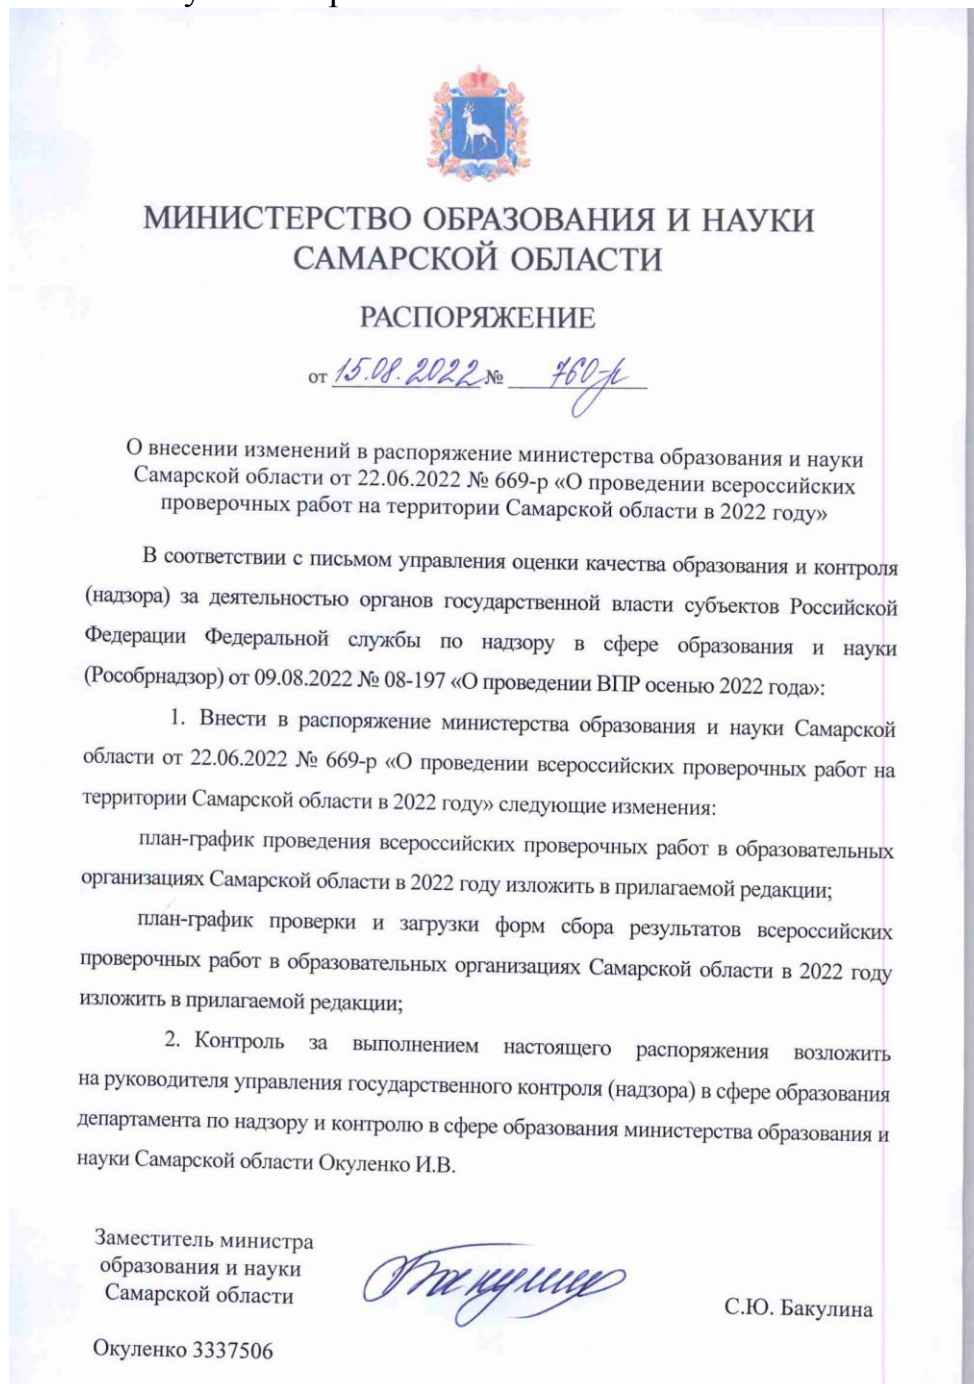 МИНИСТЕРСТВО ОБРАЗОВАНИЯ И НАУКИ
САМАРСКОЙ ОБЛАСТИ
РАСПОРЯЖЕНИЕ
от 15.08.2022 № 760-р
О внесении изменений в распоряжение министерства образования и науки
Самарской области от 22.06.2022 № 669-р «О проведении всероссийских
проверочных работ на территории Самарской области в 2022 году»
В соответствии с письмом управления оценки качества образования и контроля
(надзора) за деятельностью органов государственной власти субъектов Российской
Федерации Федеральной службы по надзору в сфере образования и науки
(Рособрнадзор) от 09.08.2022 № 08-197 «О проведении ВПР осенью 2022 года»:
1. Внести в распоряжение министерства образования и науки Самарской
области от 22.06.2022 № 669-р «О проведении всероссийских проверочных работ на
территории Самарской области в 2022 году» следующие изменения:
план-график проведения всероссийских проверочных работ в образовательных
организациях Самарской области в 2022 году изложить в прилагаемой редакции;
план-график проверки и загрузки форм сбора результатов всероссийских
проверочных работ в образовательных организациях Самарской области в 2022 году
изложить в прилагаемой редакции;
2. Контроль за выполнением настоящего распоряжения возложить
на руководителя управления государственного контроля (надзора) в сфере образования
департамента по надзору и контролю в сфере образования министерства образования и
науки Самарской области Окуленко И.В.
Заместитель министра
образования и науки
Самарской области
С.Ю. Бакулина
Окуленко 3337506